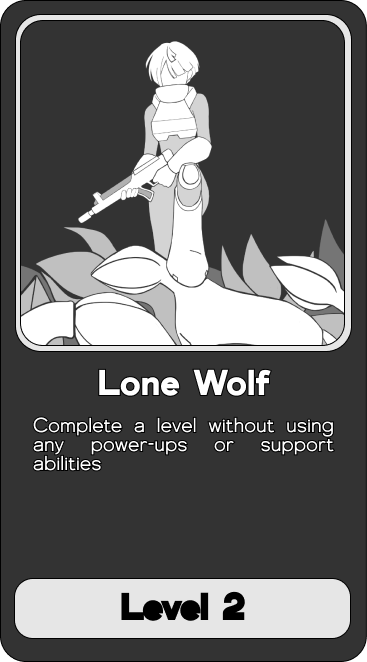 Lone Wolf
Complete a level without using
any power-ups or support
abilities
Level 2